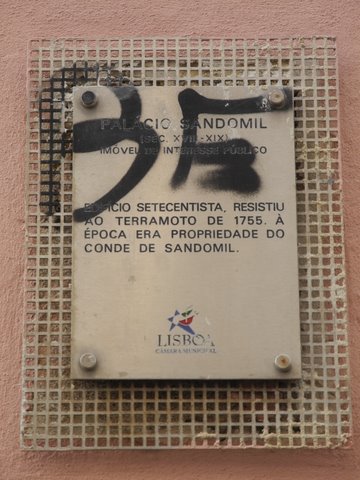 PALÁCIO SANDOMIL
(SÉC. XVII-XIX)
IMÓVEL DE INTERESSE PÚBLICO
EDIFÍCIO SETECENTISTA, RESISTIU
AO TERRAMOTO DE 1755. À
ÉPOCA ERA PROPRIEDADE DO
CONDE DE SANDOMIL.
LISBOA
CÂMARA MUNICIPAL